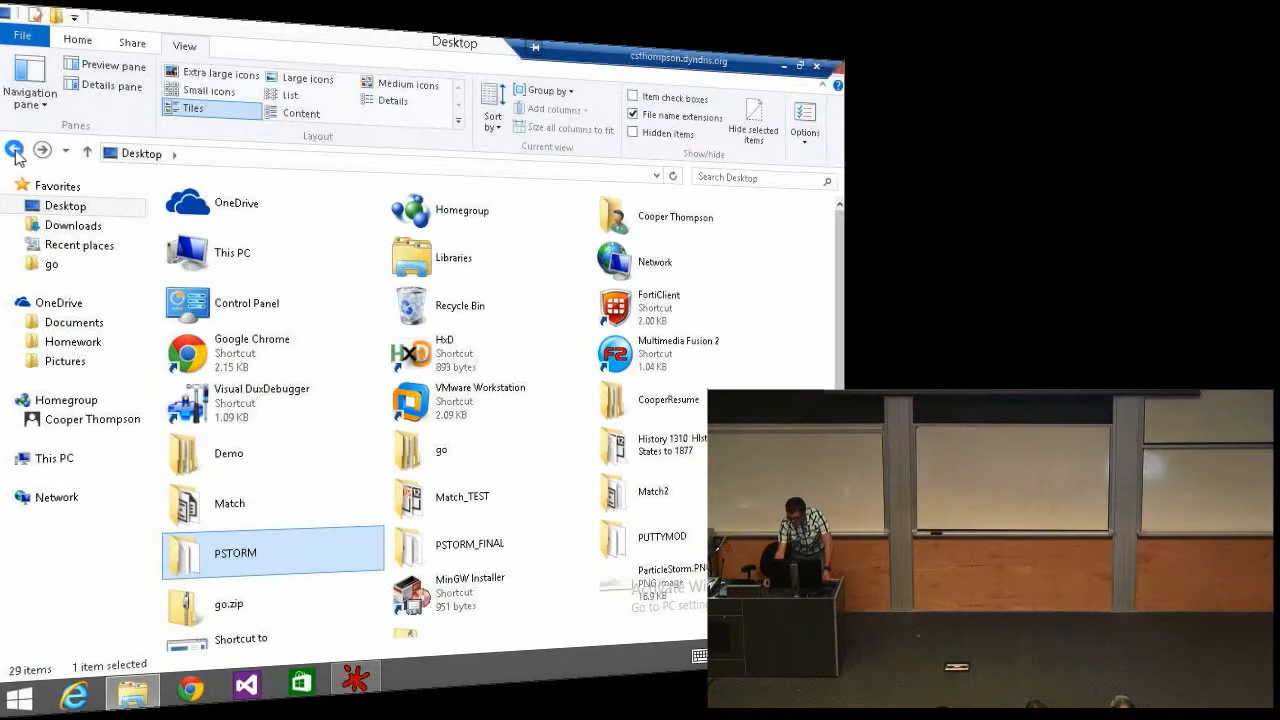 Desktop
csthompson.dyndns.org
File
Home
Share
View
Navigation
pane
Preview pane
Details pane
Panes
Extra large icons
Large icons
Medium icons
Small icons
List
Details
Tiles
Content
Layout
Sort
by
Group by
Add columns
Size all columns to fit
Current view
Item check boxes
File name extensions
Hidden items
Hide selected
items
Options
Show/hide
Desktop
Search Desktop
Favorites
Desktop
Downloads
Recent places
go
OneDrive
Documents
Homework
Pictures
Homegroup
Cooper Thompson
This PC
Network
OneDrive
Homegroup
Cooper Thompson
This PC
Libraries
Network
Control Panel
Recycle Bin
FortiClient
Shortcut
2.00 KB
Google Chrome
Shortcut
2.15 KB
HxD
Shortcut
893 bytes
Multimedia Fusion 2
Shortcut
1.04 KB
Visual DuxDebugger
Shortcut
1.09 KB
VMware Workstation
Shortcut
2.09 KB
CooperResume
Demo
go
History 1310 HIst
States to 1877
Match
Match_TEST
Match2
PSTORM
PSTORM_FINAL
PUTTYMOD
go.zip
MinGW Installer
Shortcut
951 bytes
ParticleStorm.PN
PNG image
16.9 KB
Activate Wi
Go to PC settin
Shortcut to
29 items
1 item selected